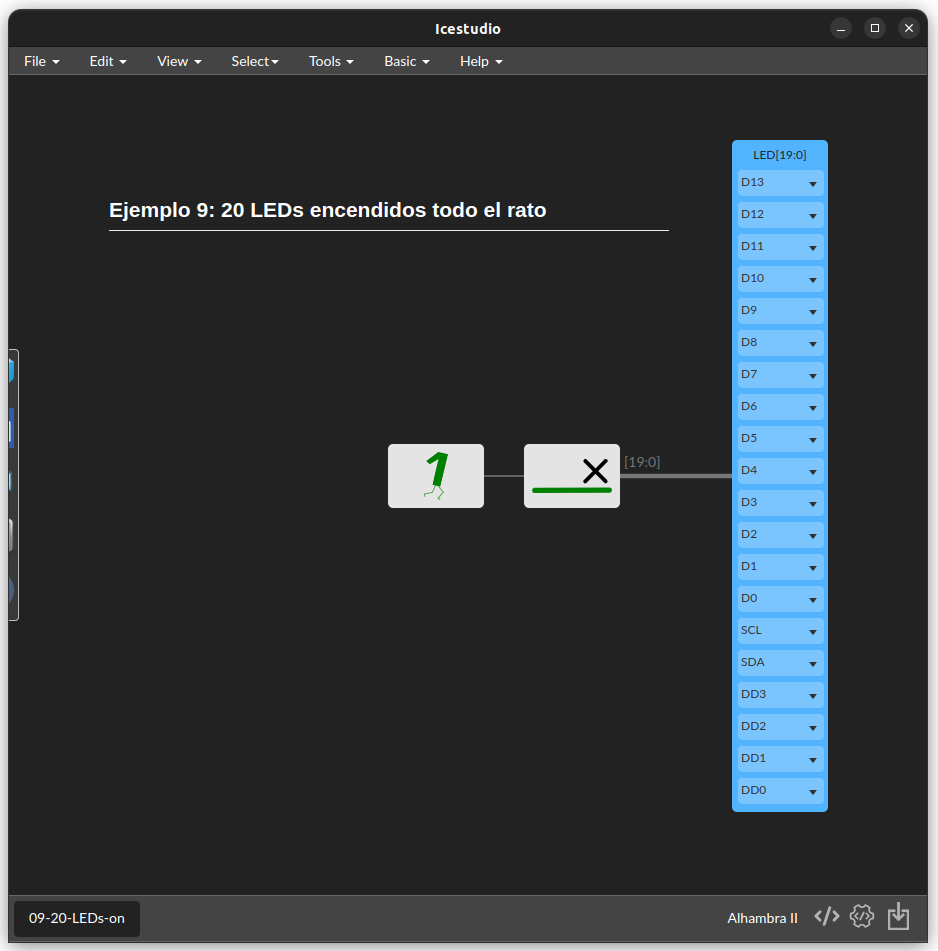 Icestudio
File Edit View Select Tools Basic Help
LED[19:0]
D13
Ejemplo 9: 20 LEDs encendidos todo el rato
D12
D11
D10
D9
D8
D7
D6
D5
1
[19:0]
D4
D3
D2
D1
D0
SCL
SDA
DD3
DD2
DD1
DD0
09-20-LEDs-on
Alhambra II